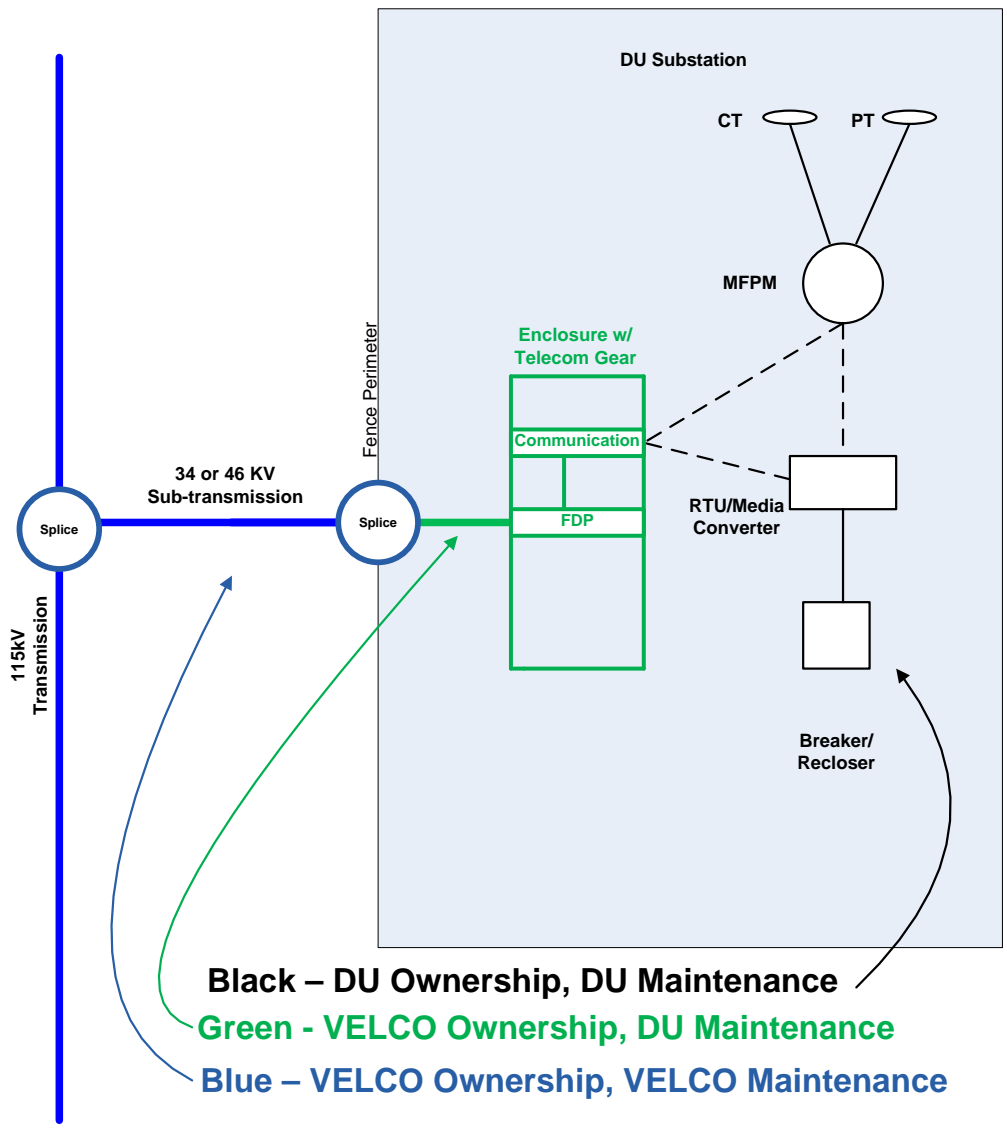 DU Substation
CT
PT
MFPM
Fence Perimeter
Enclosure w/
Telecom Gear
Communication
34 or 46 KV
Sub-transmission
RTU/Media
Converter
Splice
Splice
FDP
115kV
Transmission
Breaker/
Recloser
Black – DU Ownership, DU Maintenance
Green - VELCO Ownership, DU Maintenance
Blue – VELCO Ownership, VELCO Maintenance